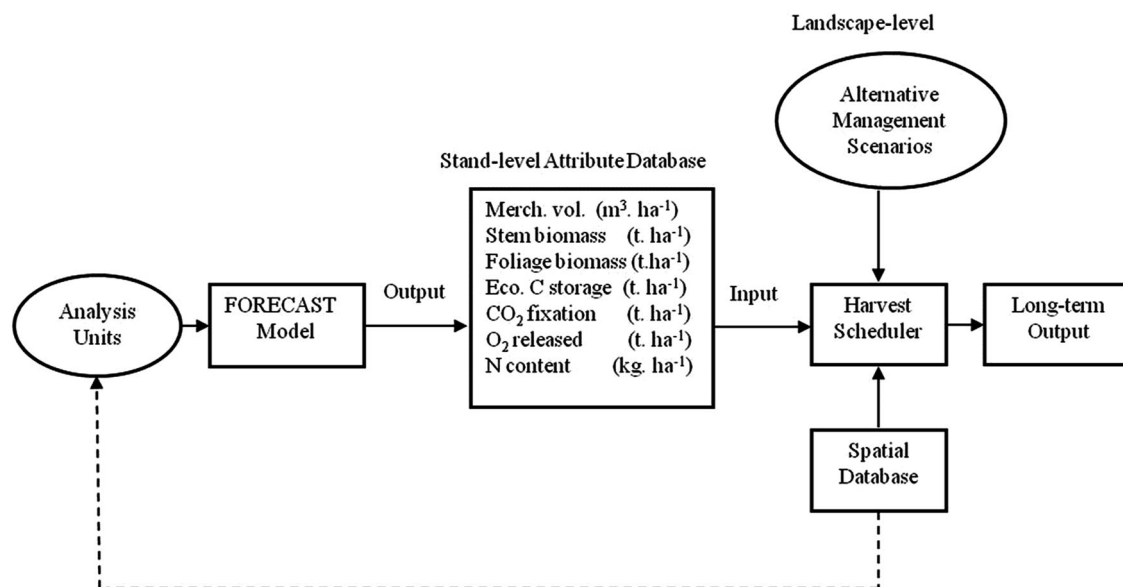 Landscape-level
Alternative
Management
Scenarios
Stand-level Attribute Database
Merch. vol. (m³. ha⁻¹)
Stem biomass (t. ha⁻¹)
Foliage biomass (t.ha⁻¹)
Eco. C storage (t. ha⁻¹)
CO₂ fixation (t. ha⁻¹)
O₂ released (t. ha⁻¹)
N content (kg. ha⁻¹)
Analysis
Units
FORECAST
Model
Output
Input
Harvest
Scheduler
Long-term
Output
Spatial
Database